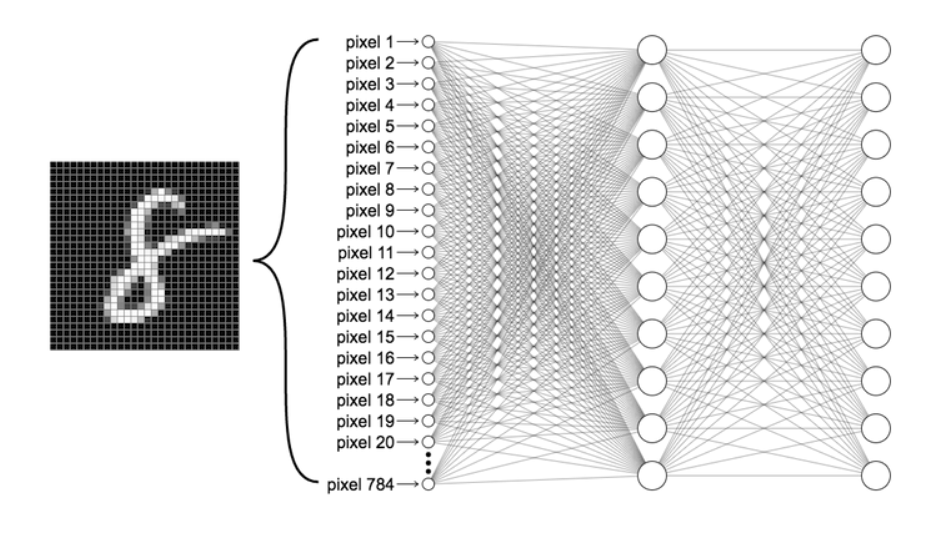 pixel 1
pixel 2
pixel 3
pixel 4
pixel 5
pixel 6
pixel 7
pixel 8
pixel 9
pixel 10
pixel 11
pixel 12
pixel 13
pixel 14
pixel 15
pixel 16
pixel 17
pixel 18
pixel 19
pixel 20
pixel 784